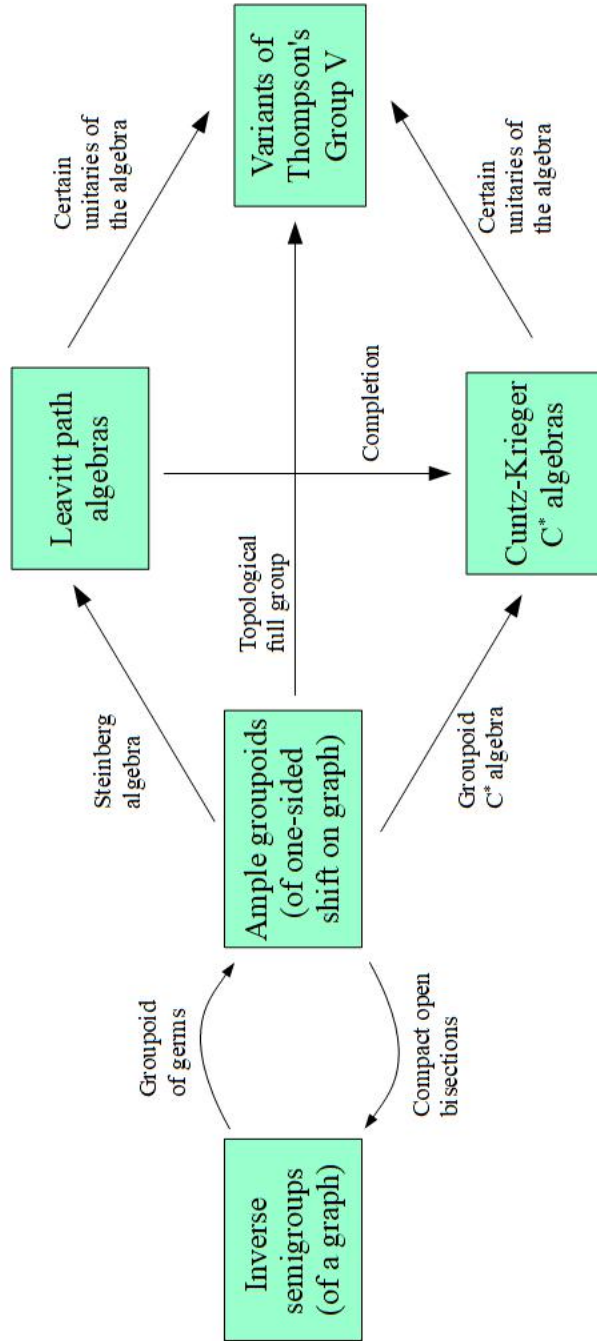 Inverse
semigroups
(of a graph)
Groupoid
of germs
Compact open
bisections
Ample groupoids
(of one-sided
shift on graph)
Steinberg
algebra
Topological
full group
Groupoid
C* algebra
Leavitt path
algebras
Completion
Cuntz-Krieger
C* algebras
Certain
unitaries of
the algebra
Certain
unitaries of
the algebra
Variants of
Thompson's
Group V